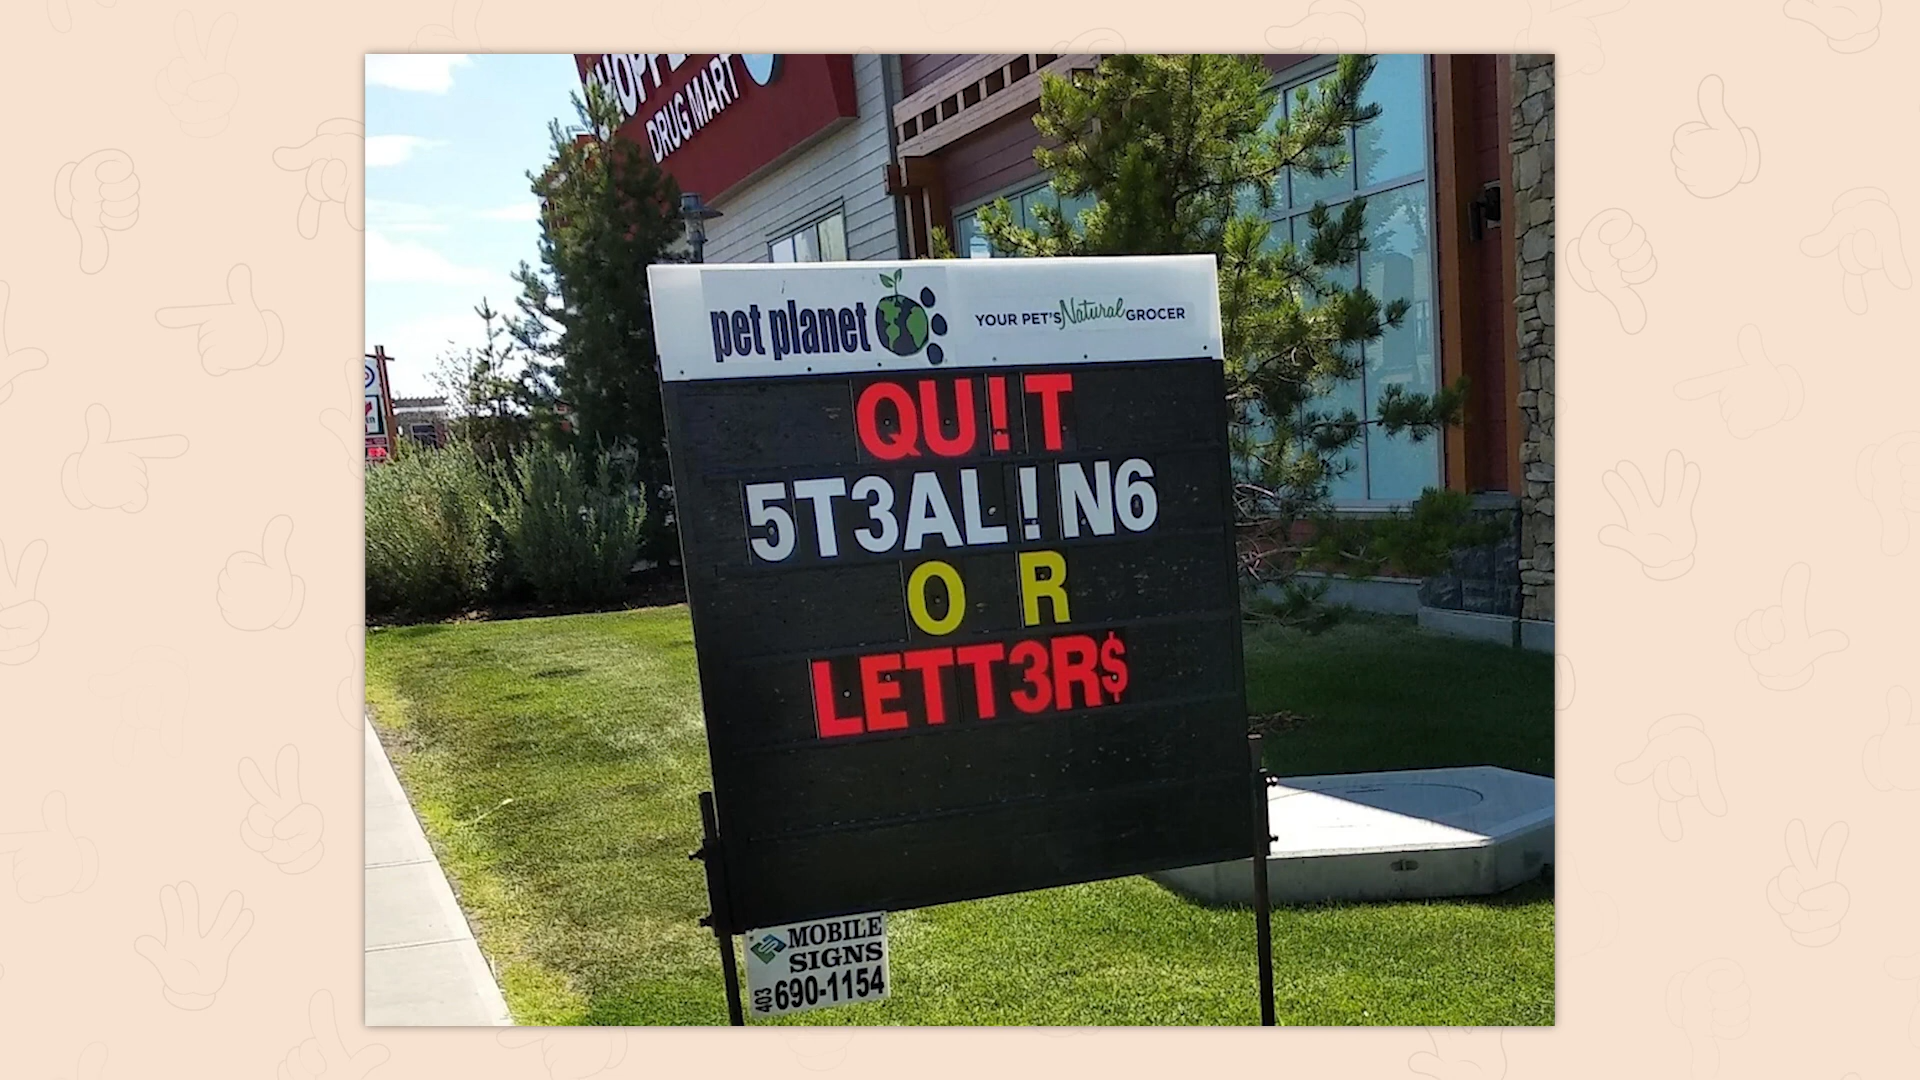 DRUG MART
pet planet
YOUR PET'S Natural GROCER
QU!T
5T3AL!N6
O R
LETT3R$
MOBILE
SIGNS
403 690-1154